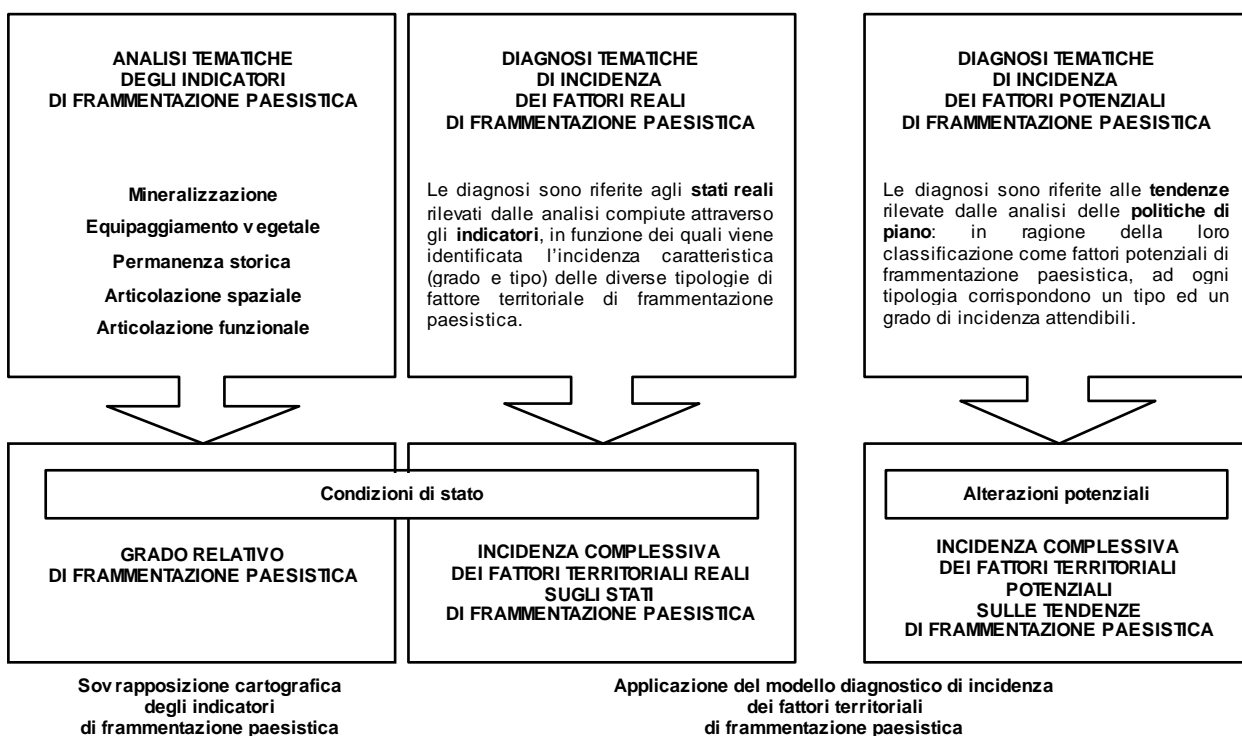 ANALISI TEMATICHE
DEGLI INDICATORI
DI FRAMMENTAZIONE PAESISTICA
Mineralizzazione
Equipaggiamento vegetale
Permanenza storica
Articolazione spaziale
Articolazione funzionale
DIAGNOSI TEMATICHE
DI INCIDENZA
DEI FATTORI REALI
DI FRAMMENTAZIONE PAESISTICA
Le diagnosi sono riferite agli stati reali
rilevati dalle analisi compiute attraverso
gli indicatori, in funzione dei quali viene
identificata l'incidenza caratteristica
(grado e tipo) delle diverse tipologie di
fattore territoriale di frammentazione
paesistica.
DIAGNOSI TEMATICHE
DI INCIDENZA
DEI FATTORI POTENZIALI
DI FRAMMENTAZIONE PAESISTICA
Le diagnosi sono riferite alle tendenze
rilevate dalle analisi delle politiche di
piano: in ragione della loro
classificazione come fattori potenziali di
frammentazione paesistica, ad ogni
tipologia corrispondono un tipo ed un
grado di incidenza attendibili.
Condizioni di stato
GRADO RELATIVO
DI FRAMMENTAZIONE PAESISTICA
INCIDENZA COMPLESSIVA
DEI FATTORI TERRITORIALI REALI
SUGLI STATI
DI FRAMMENTAZIONE PAESISTICA
Alterazioni potenziali
INCIDENZA COMPLESSIVA
DEI FATTORI TERRITORIALI
POTENZIALI
SULLE TENDENZE
DI FRAMMENTAZIONE PAESISTICA
Sovrapposizione cartografica
degli indicatori
di frammentazione paesistica
Applicazione del modello diagnostico di incidenza
dei fattori territoriali
di frammentazione paesistica